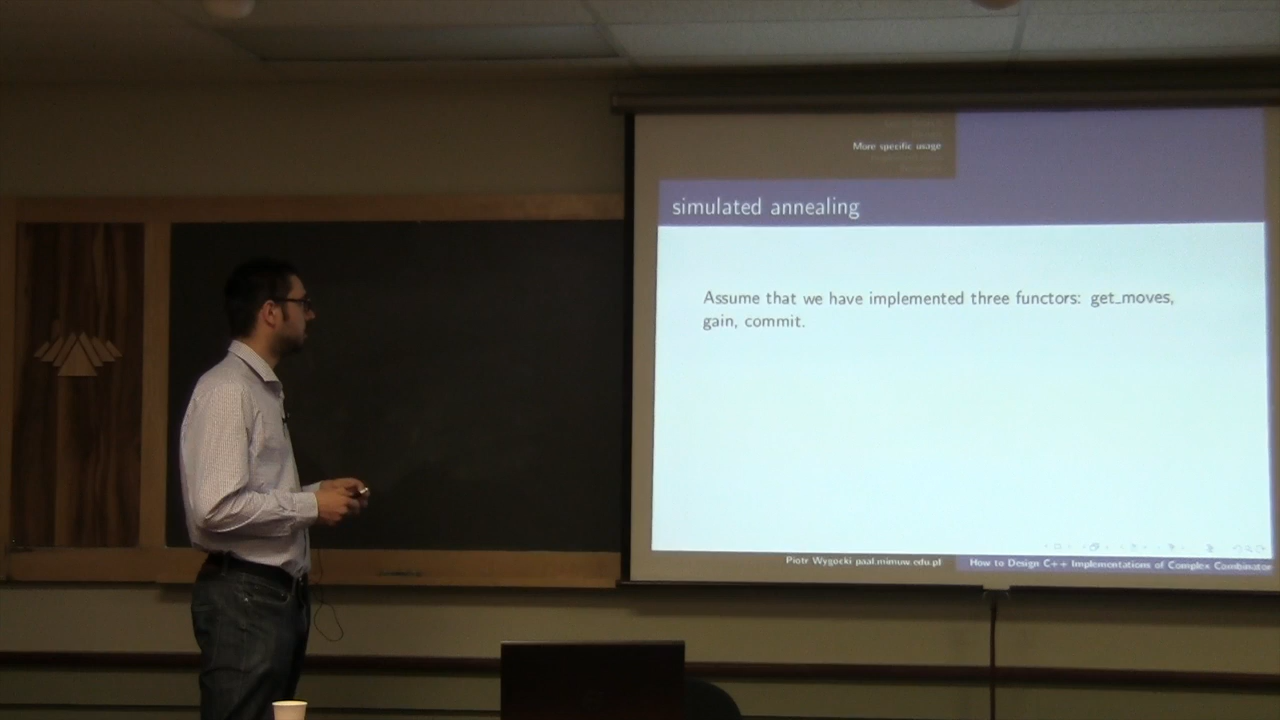 More specific usage
simulated annealing
Assume that we have implemented three functors: get_moves,
gain, commit.
Piotr Wygocki paal.mimuw.edu.pl
How to Design C++ Implementations of Complex Combinator